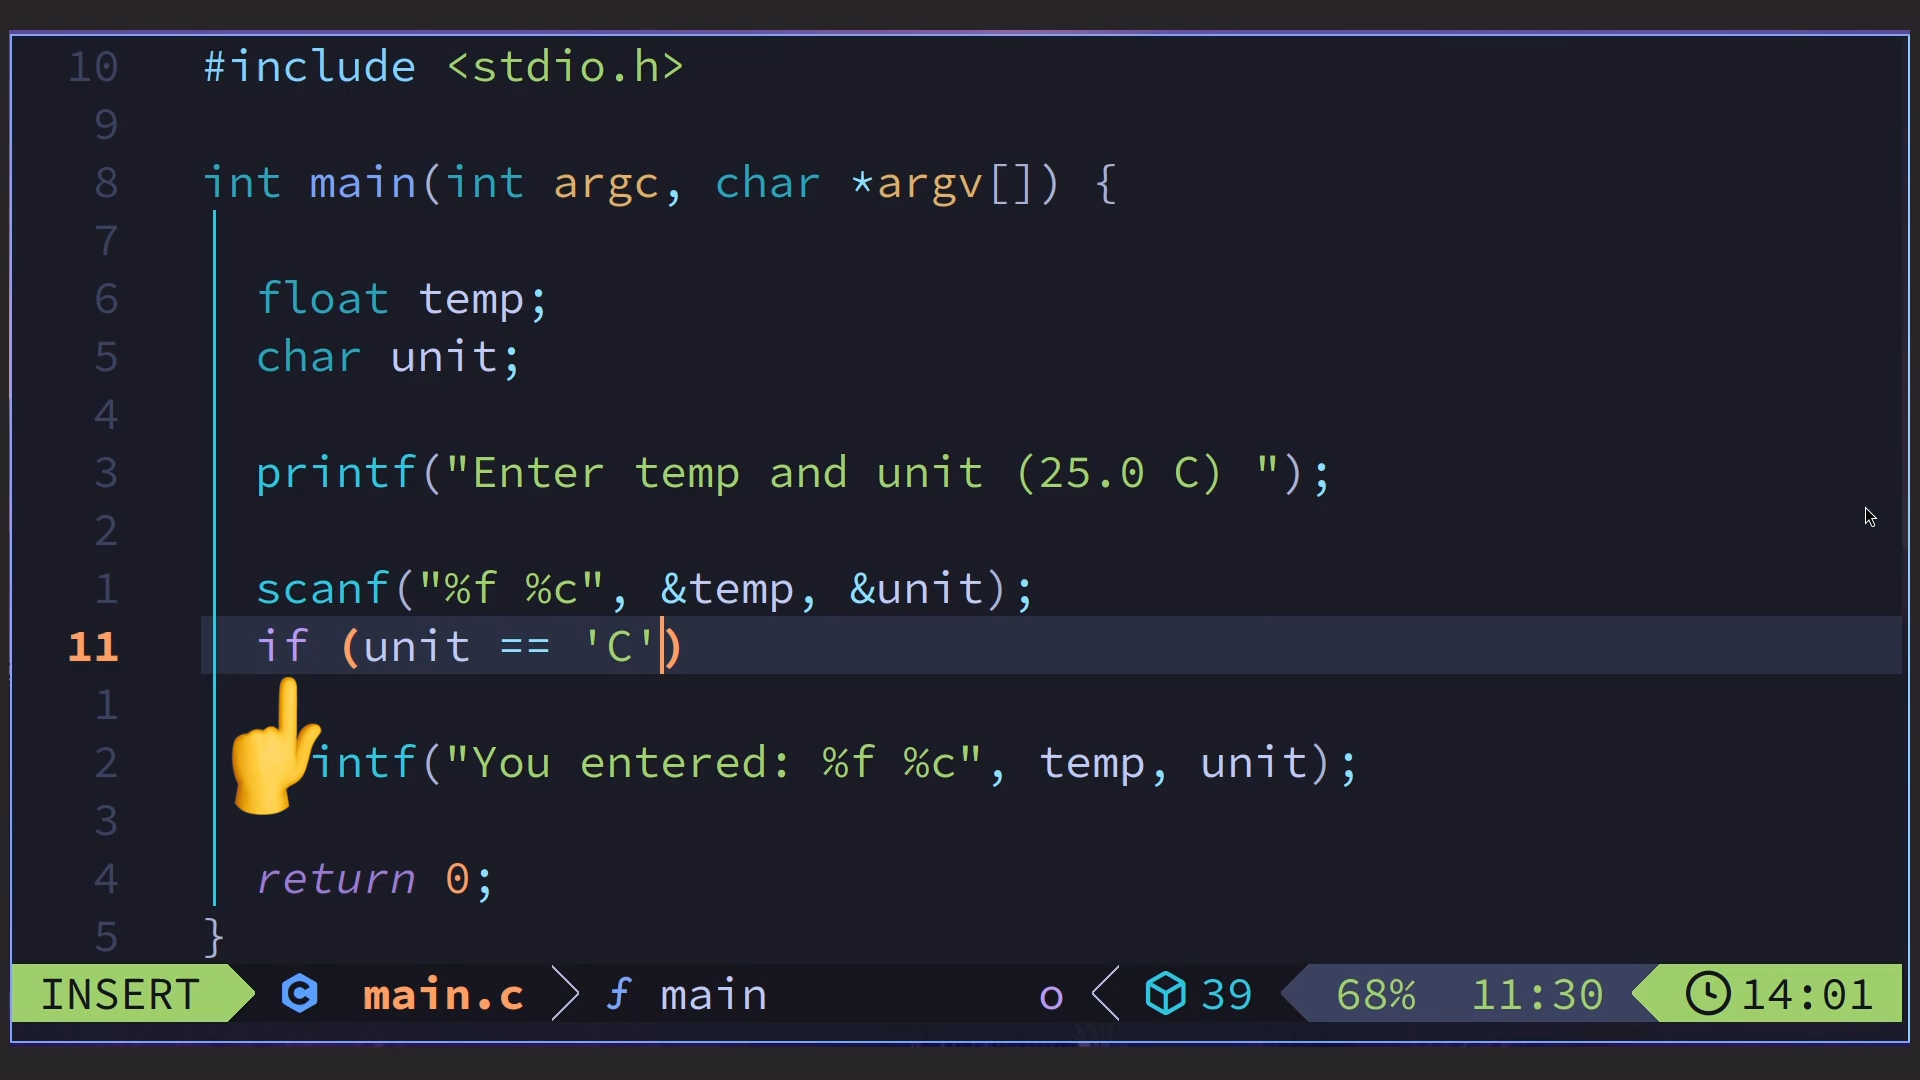 10 #include <stdio.h>
9
8 int main(int argc, char *argv[]) {
7
6 float temp;
5 char unit;
4
3 printf("Enter temp and unit (25.0 C) ");
2
1 scanf("%f %c", &temp, &unit);
11 if (unit == 'C')
1
2 intf("You entered: %f %c", temp, unit);
3
4 return 0;
5 }
INSERT C main.c f main o 39 68% 11:30 14:01